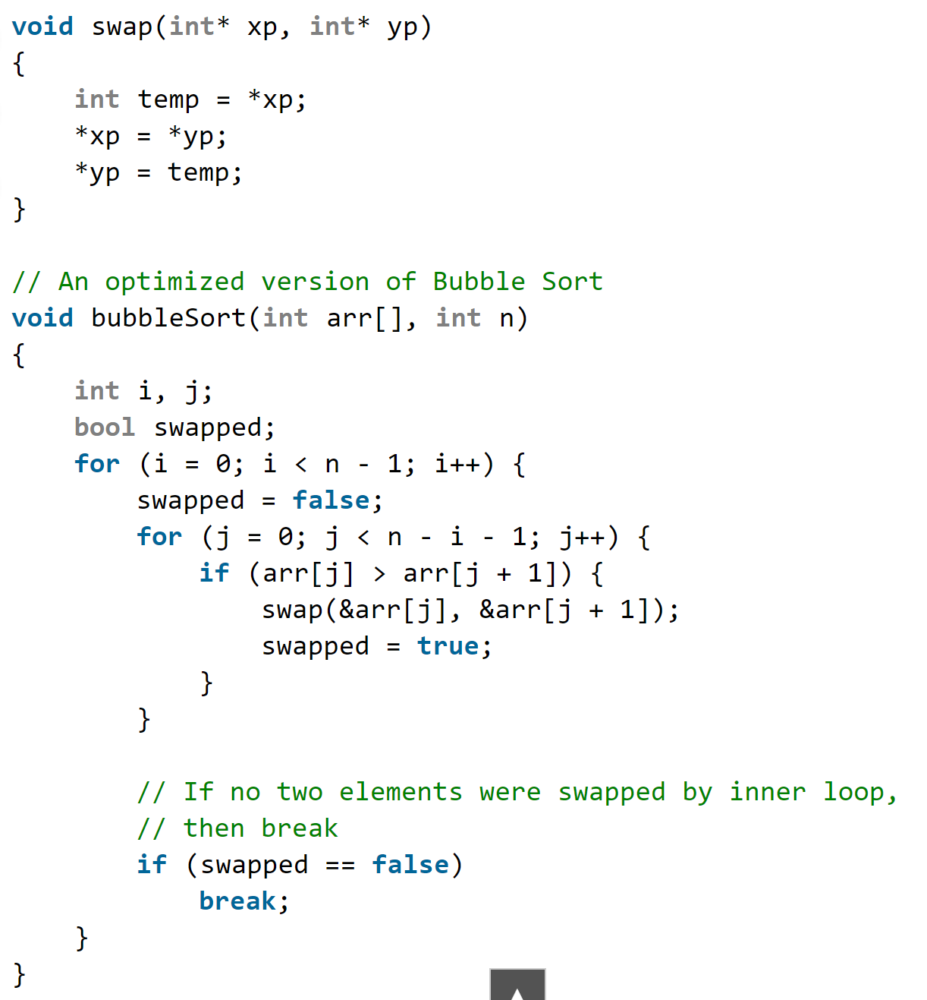 void swap(int* xp, int* yp)
{
    int temp = *xp;
    *xp = *yp;
    *yp = temp;
}

// An optimized version of Bubble Sort
void bubbleSort(int arr[], int n)
{
    int i, j;
    bool swapped;
    for (i = 0; i < n - 1; i++) {
        swapped = false;
        for (j = 0; j < n - i - 1; j++) {
            if (arr[j] > arr[j + 1]) {
                swap(&arr[j], &arr[j + 1]);
                swapped = true;
            }
        }

        // If no two elements were swapped by inner loop,
        // then break
        if (swapped == false)
            break;
    }
}